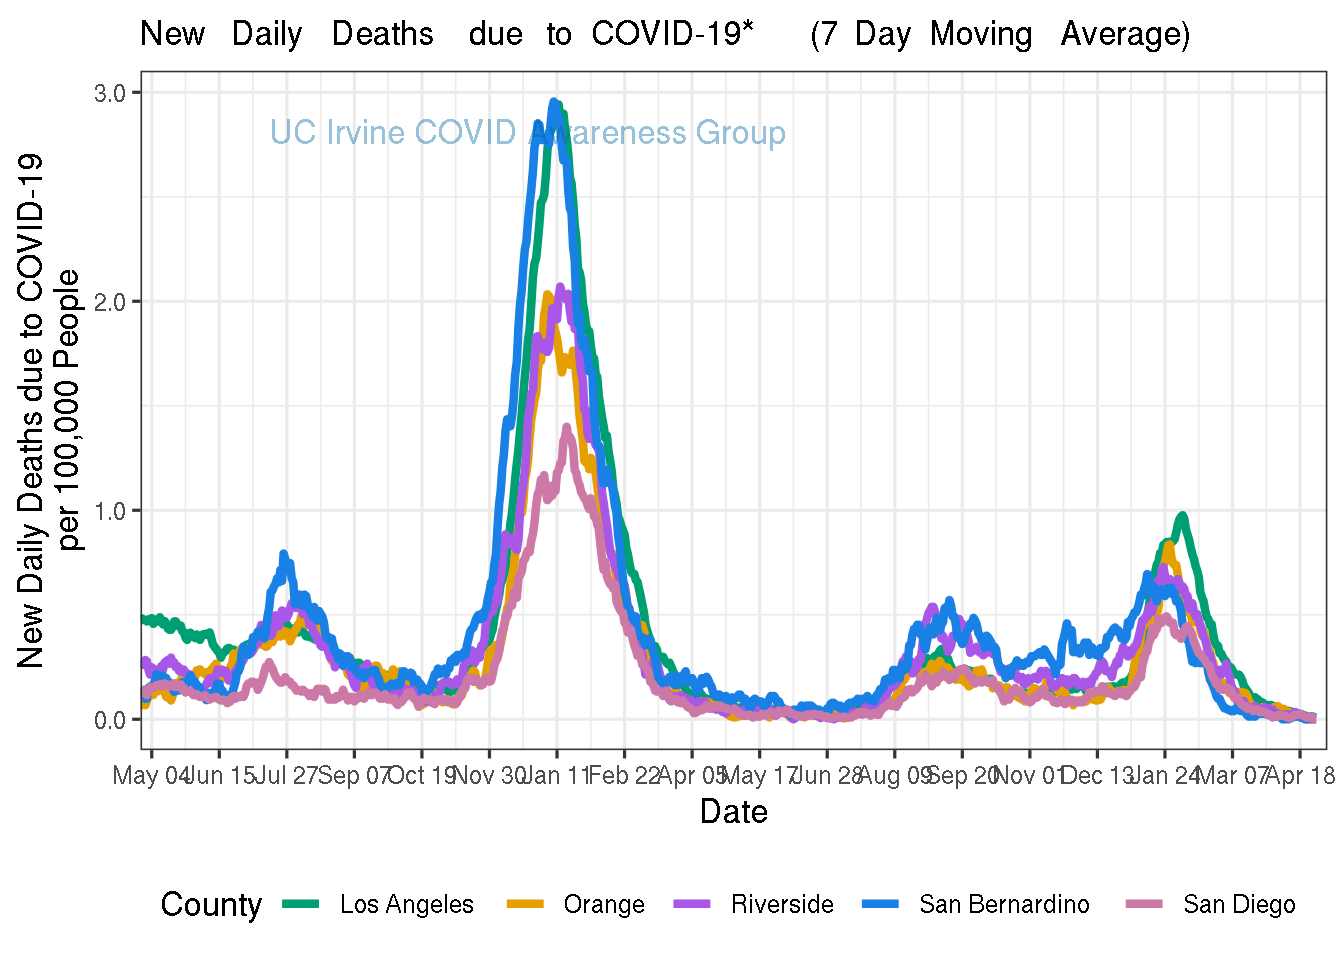 New Daily Deaths due to COVID-19* (7 Day Moving Average)
UC Irvine COVID Awareness Group
New Daily Deaths due to COVID-19
per 100,000 People
3.0
2.0
1.0
0.0
May 04 Jun 15 Jul 27 Sep 07 Oct 19 Nov 30 Jan 11 Feb 22 Apr 05 May 17 Jun 28 Aug 09 Sep 20 Nov 01 Dec 13 Jan 24 Mar 07 Apr 18
Date
County Los Angeles Orange Riverside San Bernardino San Diego